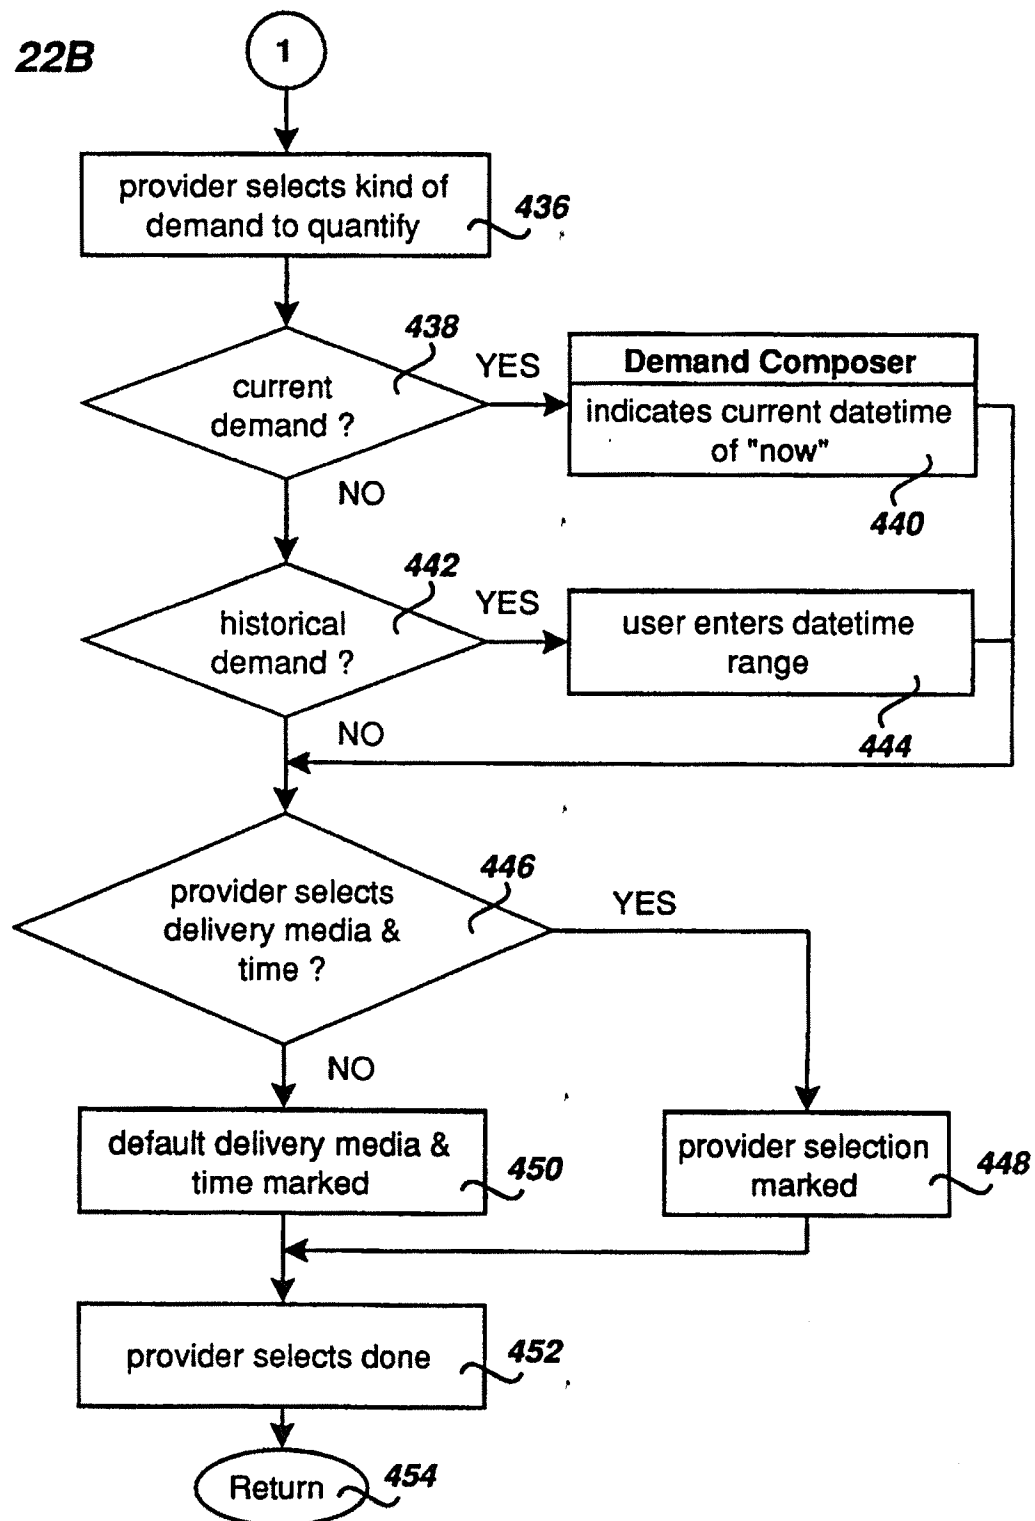 22B
1
provider selects kind of
demand to quantify
436
438
current
demand ?
YES
Demand Composer
indicates current datetime
of "now"
440
NO
442
historical
demand ?
YES
user enters datetime
range
444
NO
446
provider selects
delivery media &
time ?
YES
NO
default delivery media &
time marked
450
provider selection
marked
448
provider selects done
452
Return
454